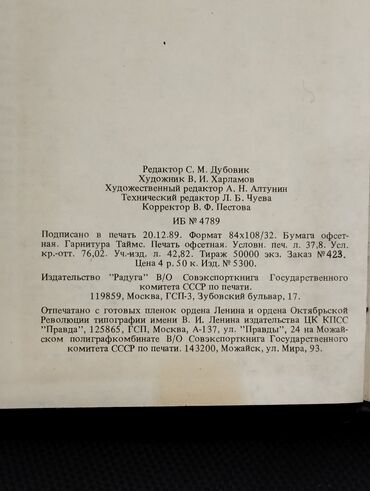 Редактор С. М. Дубовик
Художник В. И. Харламов
Художественный редактор А. Н. Алтунин
Технический редактор Л. Б. Чуева
Корректор В. Ф. Пестова
ИБ № 4789
Подписано в печать 20.12.89. Формат 84x108/32. Бумага офсет-
ная. Гарнитура Таймс. Печать офсетная. Условн. печ. л. 37,8. Усл.
кр.-отт. 76,02. Уч.-изд. л. 42,82. Тираж 50000 экз. Заказ № 423.
Цена 4 р. 50 к. Изд. № 5300.
Издательство "Радуга" В/О Совэкспорткнига Государственного
комитета СССР по печати.
119859, Москва, ГСП-3, Зубовский бульвар, 17.
Отпечатано с готовых пленок ордена Ленина и ордена Октябрьской
Революции типографии имени В. И. Ленина издательства ЦК КПСС
"Правда", 125865, ГСП, Москва, А-137, ул. "Правды", 24 на Можай-
ском полиграфкомбинате В/О Совэкспорткнига Государственного
комитета СССР по печати. 143200, Можайск, ул. Мира, 93.